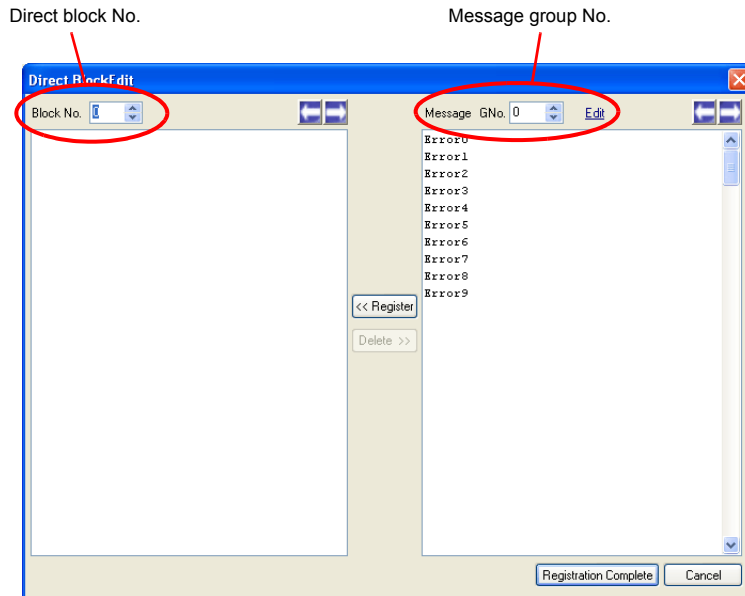 Direct block No.
Message group No.
Direct BlockEdit
Block No. 0
Message GNo. 0 Edit
Error0
Error1
Error2
Error3
Error4
Error5
Error6
Error7
Error8
Error9
<< Register
Delete >>
Registration Complete
Cancel